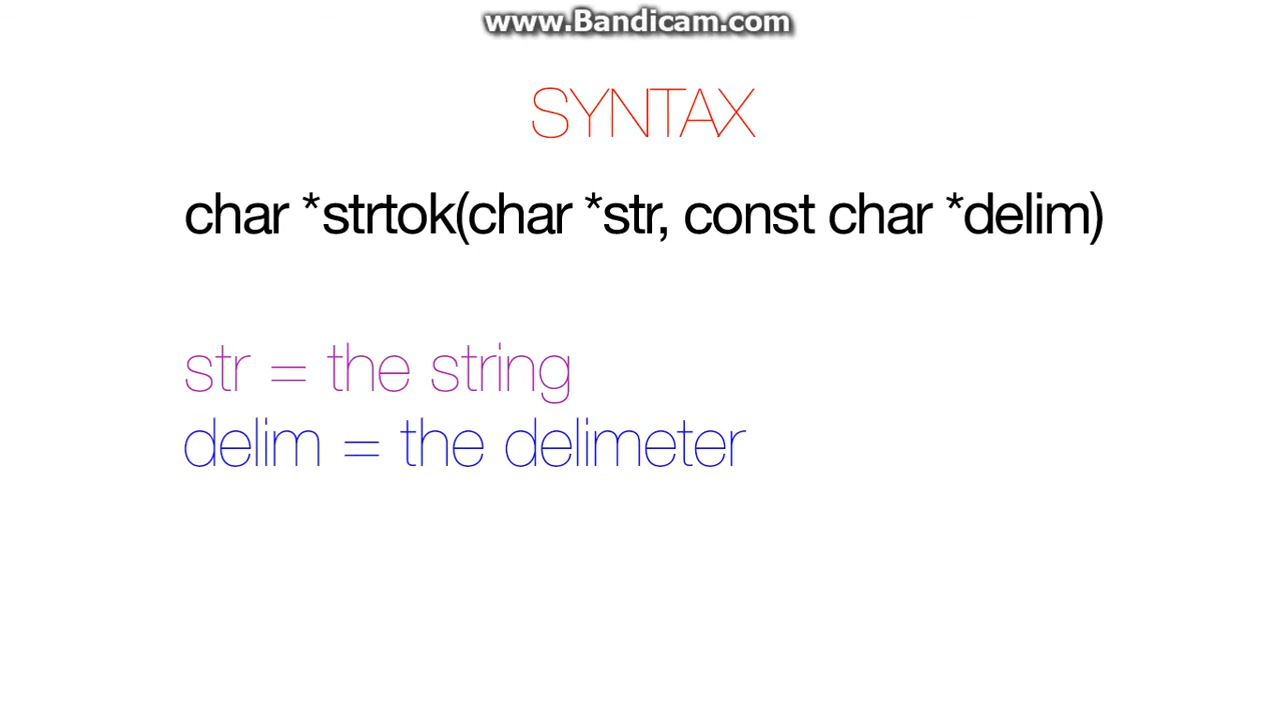 www.Bandicam.com
SYNTAX
char *strtok(char *str, const char *delim)
str = the string
delim = the delimeter